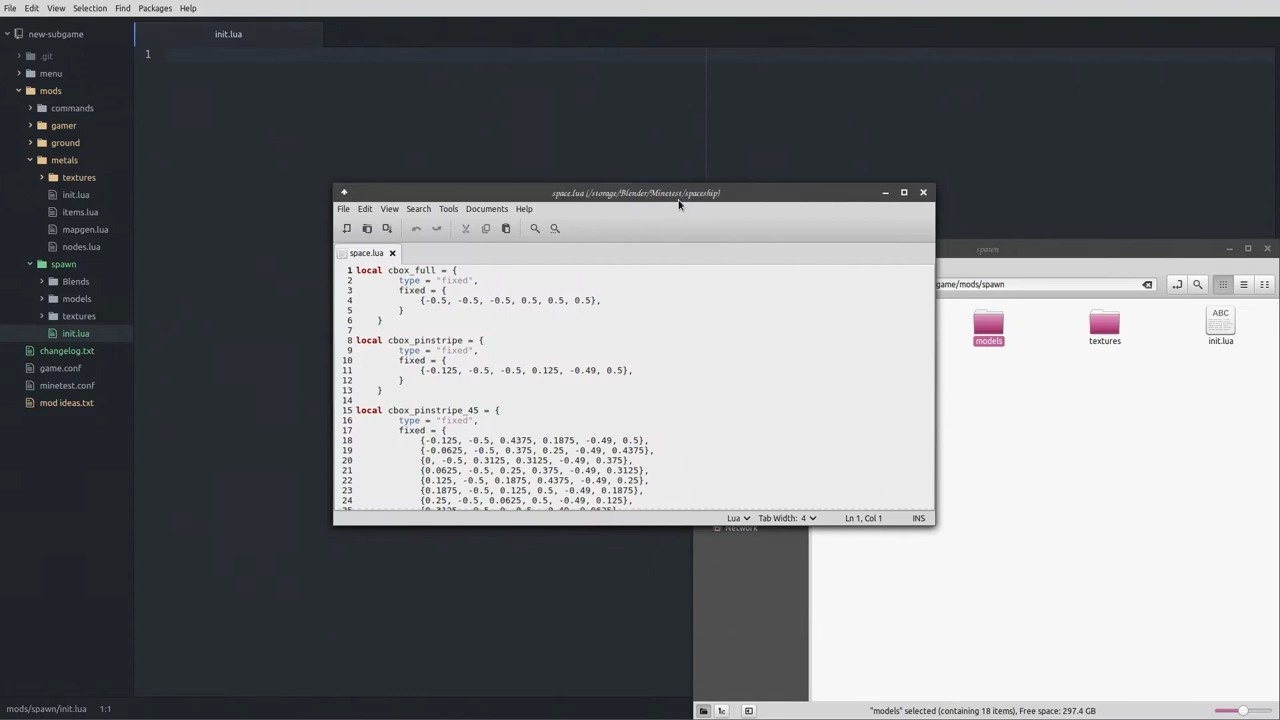 File Edit View Selection Find Packages Help
new-subgame
.git
menu
mods
commands
gamer
ground
metals
textures
init.lua
items.lua
mapgen.lua
nodes.lua
spawn
Blends
models
textures
init.lua
changelog.txt
game.conf
minetest.conf
mod ideas.txt
mods/spawn/init.lua 1:1
init.lua
1
space.lua (/storage/Blender/Minetest/spaceship)
File Edit View Search Tools Documents Help
space.lua
1 local cbox_full = {
2 type = "fixed",
3 fixed = {
4 {-0.5, -0.5, -0.5, 0.5, 0.5, 0.5},
5 }
6 }
7
8 local cbox_pinstripe = {
9 type = "fixed",
10 fixed = {
11 {-0.125, -0.5, -0.5, 0.125, -0.49, 0.5},
12 }
13 }
14
15 local cbox_pinstripe_45 = {
16 type = "fixed",
17 fixed = {
18 {-0.125, -0.5, 0.4375, 0.1875, -0.49, 0.5},
19 {-0.0625, -0.5, 0.375, 0.25, -0.49, 0.4375},
20 {0, -0.5, 0.3125, 0.3125, -0.49, 0.375},
21 {0.0625, -0.5, 0.25, 0.375, -0.49, 0.3125},
22 {0.125, -0.5, 0.1875, 0.4375, -0.49, 0.25},
23 {0.1875, -0.5, 0.125, 0.5, -0.49, 0.1875},
24 {0.25, -0.5, 0.0625, 0.5, -0.49, 0.125},
Lua Tab Width: 4 Ln 1, Col 1 INS
spawn
game/mods/spawn
models
textures
ABC
init.lua
Network
"models" selected (containing 18 items), Free space: 297.4 GB